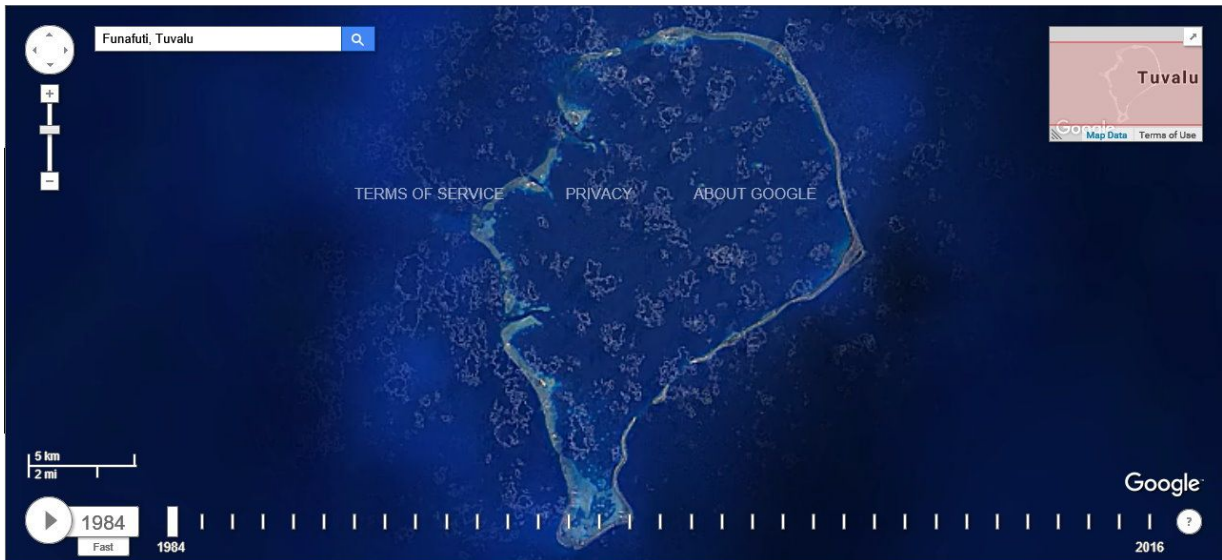 Funafuti, Tuvalu
Tuvalu
Google
Map Data
Terms of Use
TERMS OF SERVICE PRIVACY ABOUT GOOGLE
+
−
5 km
2 mi
Google
1984
Fast
1984
2016
?